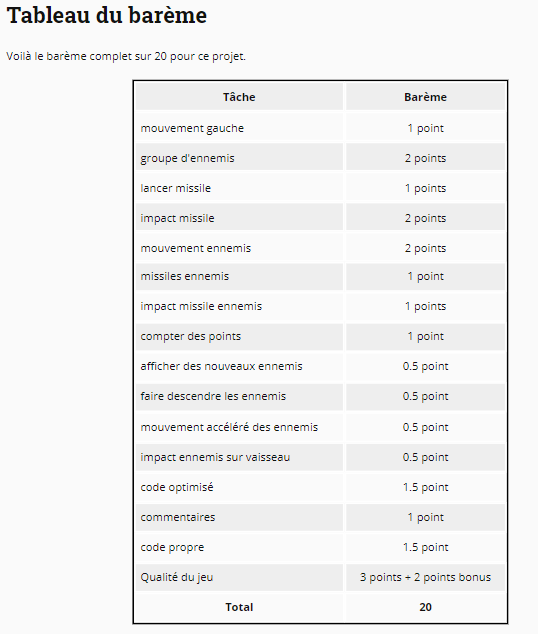 Tableau du barème
Voilà le barème complet sur 20 pour ce projet.
Tâche Barème
mouvement gauche 1 point
groupe d'ennemis 2 points
lancer missile 1 points
impact missile 2 points
mouvement ennemis 2 points
missiles ennemis 1 point
impact missile ennemis 1 points
compter des points 1 point
afficher des nouveaux ennemis 0.5 point
faire descendre les ennemis 0.5 point
mouvement accéléré des ennemis 0.5 point
impact ennemis sur vaisseau 0.5 point
code optimisé 1.5 point
commentaires 1 point
code propre 1.5 point
Qualité du jeu 3 points + 2 points bonus
Total 20